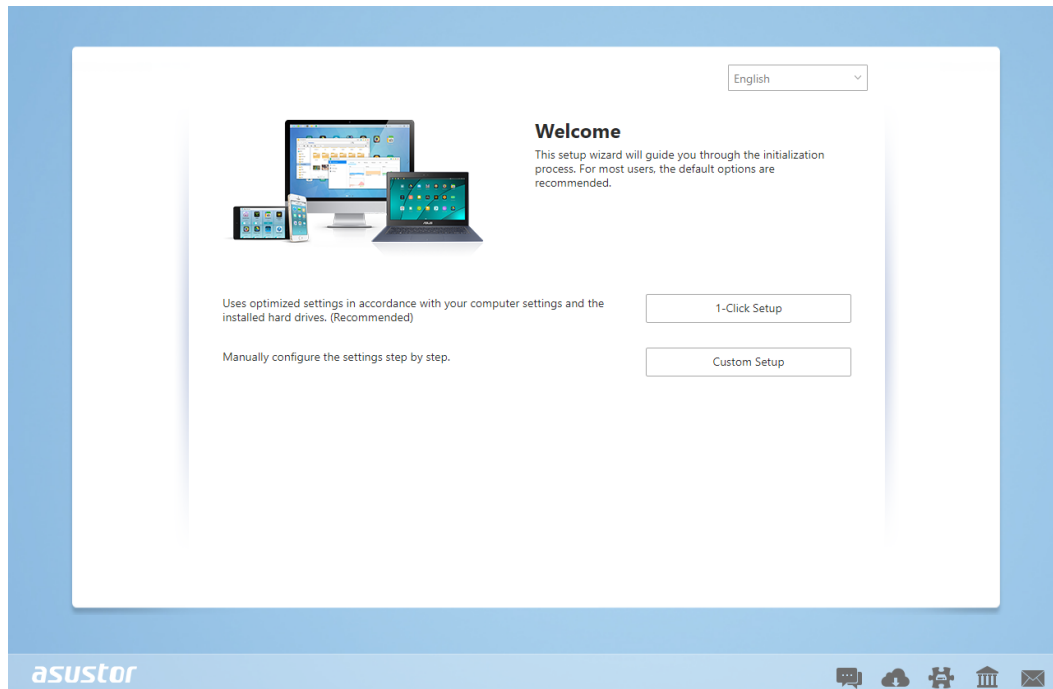 English
Welcome
This setup wizard will guide you through the initialization
process. For most users, the default options are
recommended.
Uses optimized settings in accordance with your computer settings and the
installed hard drives. (Recommended)
1-Click Setup
Manually configure the settings step by step.
Custom Setup
asustor